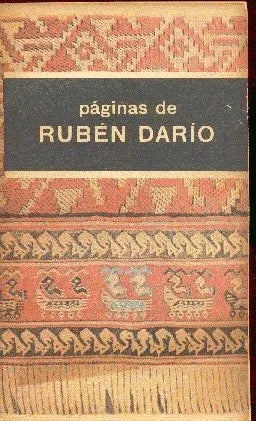 páginas de
RUBÉN DARÍO